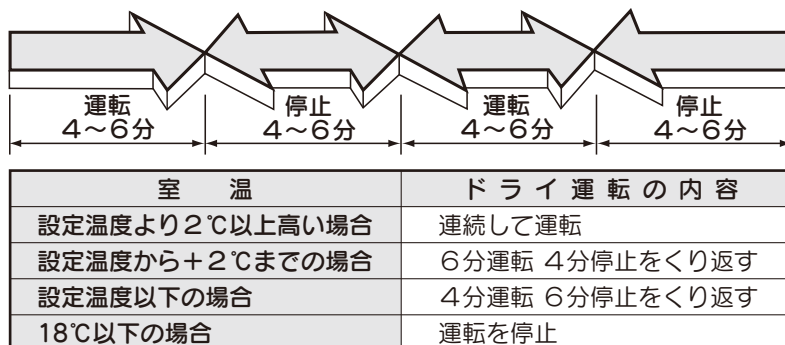 運転 停止 運転 停止
4～6分 4～6分 4～6分 4～6分
室 温 ドライ運転の内容
設定温度より2℃以上高い場合 連続して運転
設定温度から＋2℃までの場合 6分運転 4分停止をくり返す
設定温度以下の場合 4分運転 6分停止をくり返す
18℃以下の場合 運転を停止